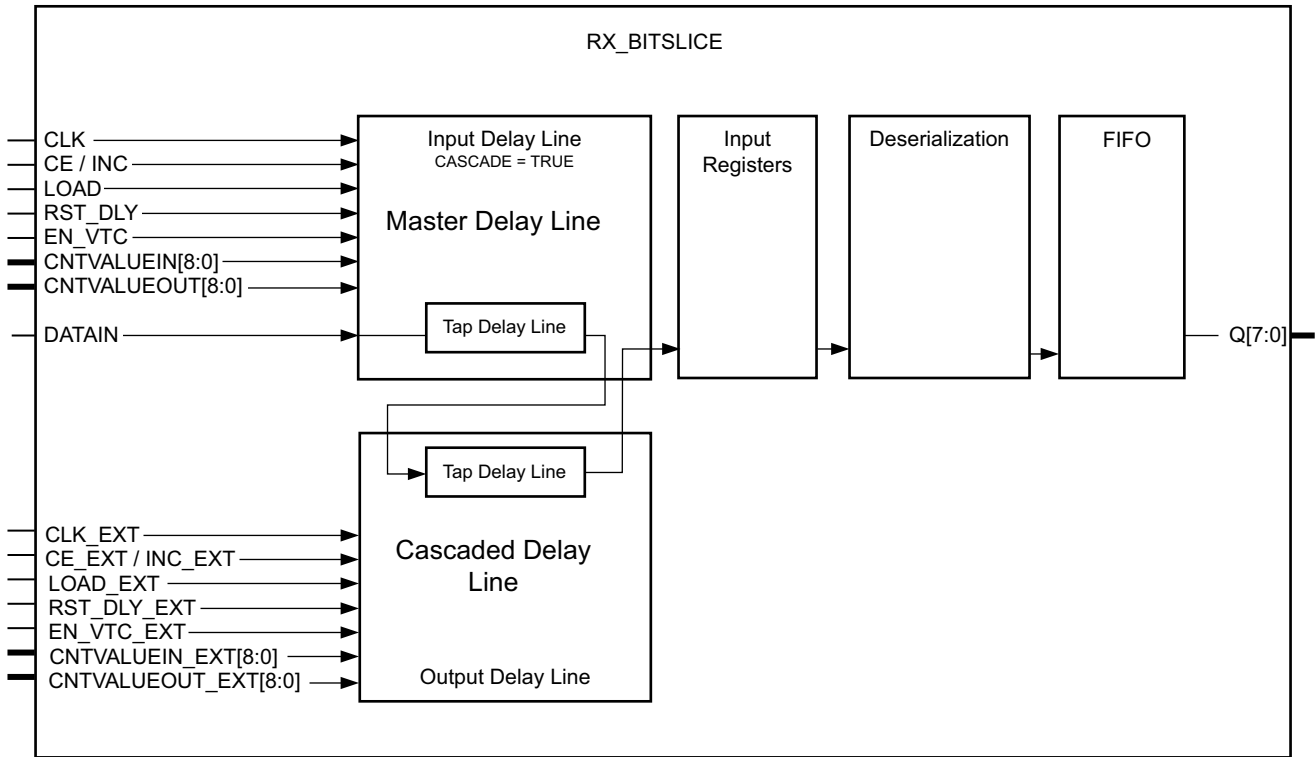 RX_BITSLICE
CLK
CE / INC
LOAD
RST_DLY
EN_VTC
CNTVALUEIN[8:0]
CNTVALUEOUT[8:0]
DATAIN
Input Delay Line
CASCADE = TRUE
Master Delay Line
Tap Delay Line
Input
Registers
Deserialization
FIFO
Q[7:0]
Tap Delay Line
Cascaded Delay
Line
Output Delay Line
CLK_EXT
CE_EXT / INC_EXT
LOAD_EXT
RST_DLY_EXT
EN_VTC_EXT
CNTVALUEIN_EXT[8:0]
CNTVALUEOUT_EXT[8:0]